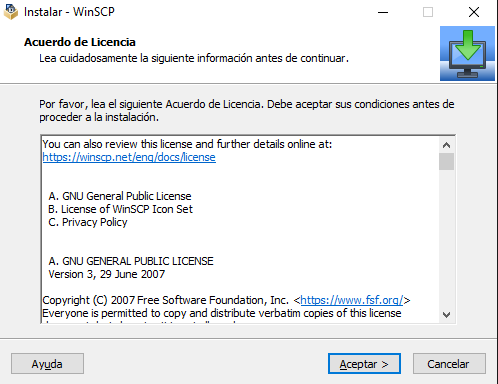 Instalar - WinSCP
Acuerdo de Licencia
Lea cuidadosamente la siguiente información antes de continuar.
Por favor, lea el siguiente Acuerdo de Licencia. Debe aceptar sus condiciones antes de
proceder a la instalación.
You can also review this license and further details online at:
https://winscp.net/eng/docs/license
A. GNU General Public License
B. License of WinSCP Icon Set
C. Privacy Policy
A. GNU GENERAL PUBLIC LICENSE
Version 3, 29 June 2007
Copyright (C) 2007 Free Software Foundation, Inc. <https://www.fsf.org/>
Everyone is permitted to copy and distribute verbatim copies of this license
Ayuda
Aceptar >
Cancelar